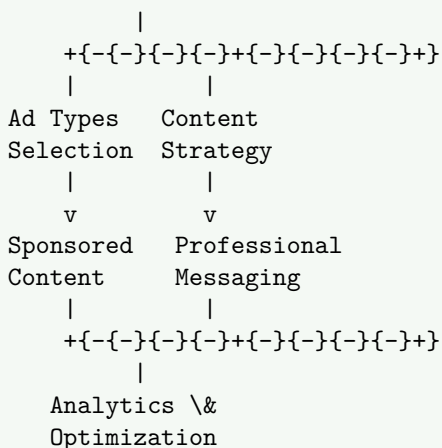 |
+{-{-}{-}{-}+{-}{-}{-}{-}+}
| |
Ad Types Content
Selection Strategy
| |
v v
Sponsored Professional
Content Messaging
| |
+{-{-}{-}{-}+{-}{-}{-}{-}+}
|
Analytics \&
Optimization